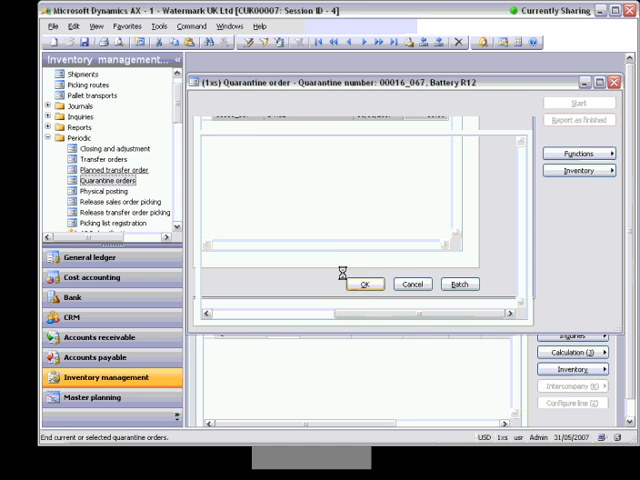 Microsoft Dynamics AX - 1 - Watermark UK Ltd [CUK00007: Session ID - 4]
Currently Sharing
File Edit View Favorites Tools Command Windows Help
Inventory management...
Shipments
Picking routes
Pallet transports
Journals
Inquiries
Reports
Periodic
Closing and adjustment
Transfer orders
Planned transfer order
Quarantine orders
Physical posting
Release sales order picking
Release transfer order picking
Picking list registration
General ledger
Cost accounting
Bank
CRM
Accounts receivable
Accounts payable
Inventory management
Master planning
(1xs) Quarantine order - Quarantine number: 00016_067, Battery R12
Start
Report as finished
Functions
Inventory
OK Cancel Batch
Inquiries
Calculation (J)
Inventory
Intercompany (K)
Configure line (Z)
End current or selected quarantine orders.
USD 1xs usr Admin 31/05/2007